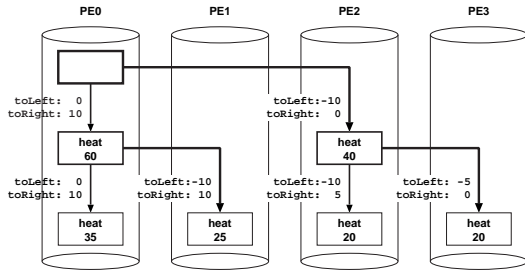 PE0 PE1 PE2 PE3
toLeft: 0
toRight: 10
toLeft:-10
toRight: 0
heat
60
heat
40
toLeft: 0
toRight: 10
toLeft:-10
toRight: 10
toLeft:-10
toRight: 5
toLeft: -5
toRight: 0
heat
35
heat
25
heat
20
heat
20